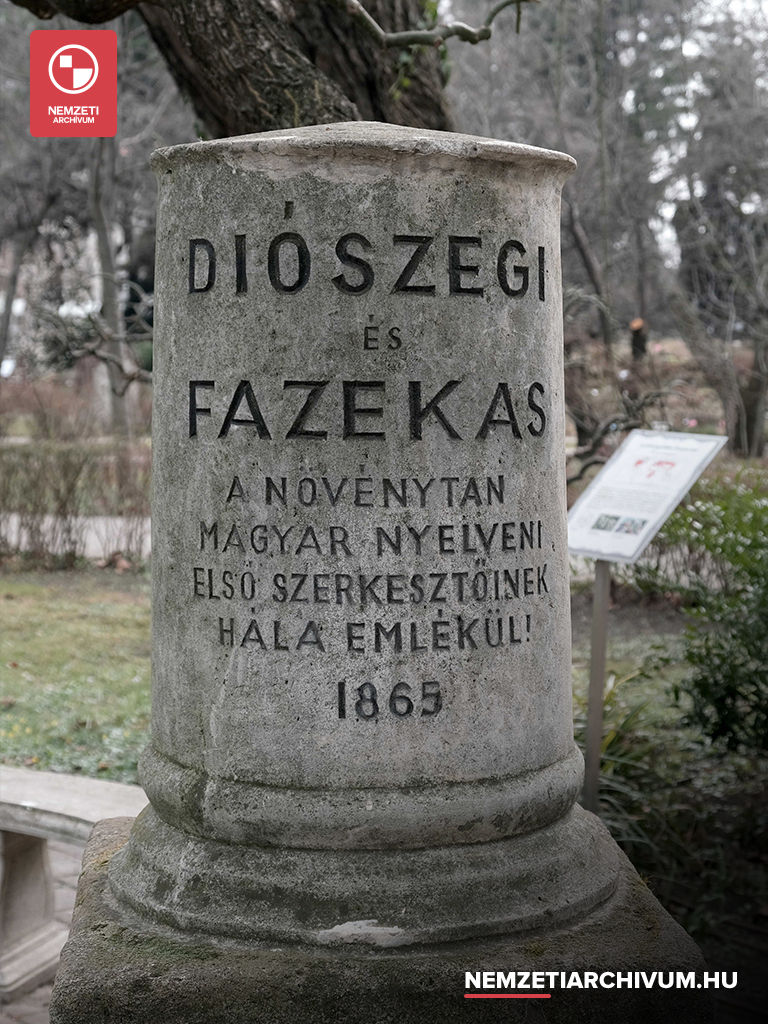 NEMZETI
ARCHÍVUM
DIÓSZEGI
ÉS
FAZEKAS
A NÖVÉNYTAN
MAGYAR NYELVENI
ELSŐ SZERKESZTŐINEK
HÁLA EMLÉKÜL!
1865
NEMZETIARCHIVUM.HU